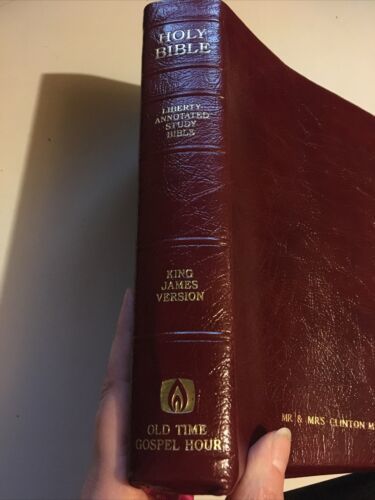 HOLY
BIBLE
LIBERTY
ANNOTATED
STUDY
BIBLE
KING
JAMES
VERSION
OLD TIME
GOSPEL HOUR
MR. & MRS CLINTON M